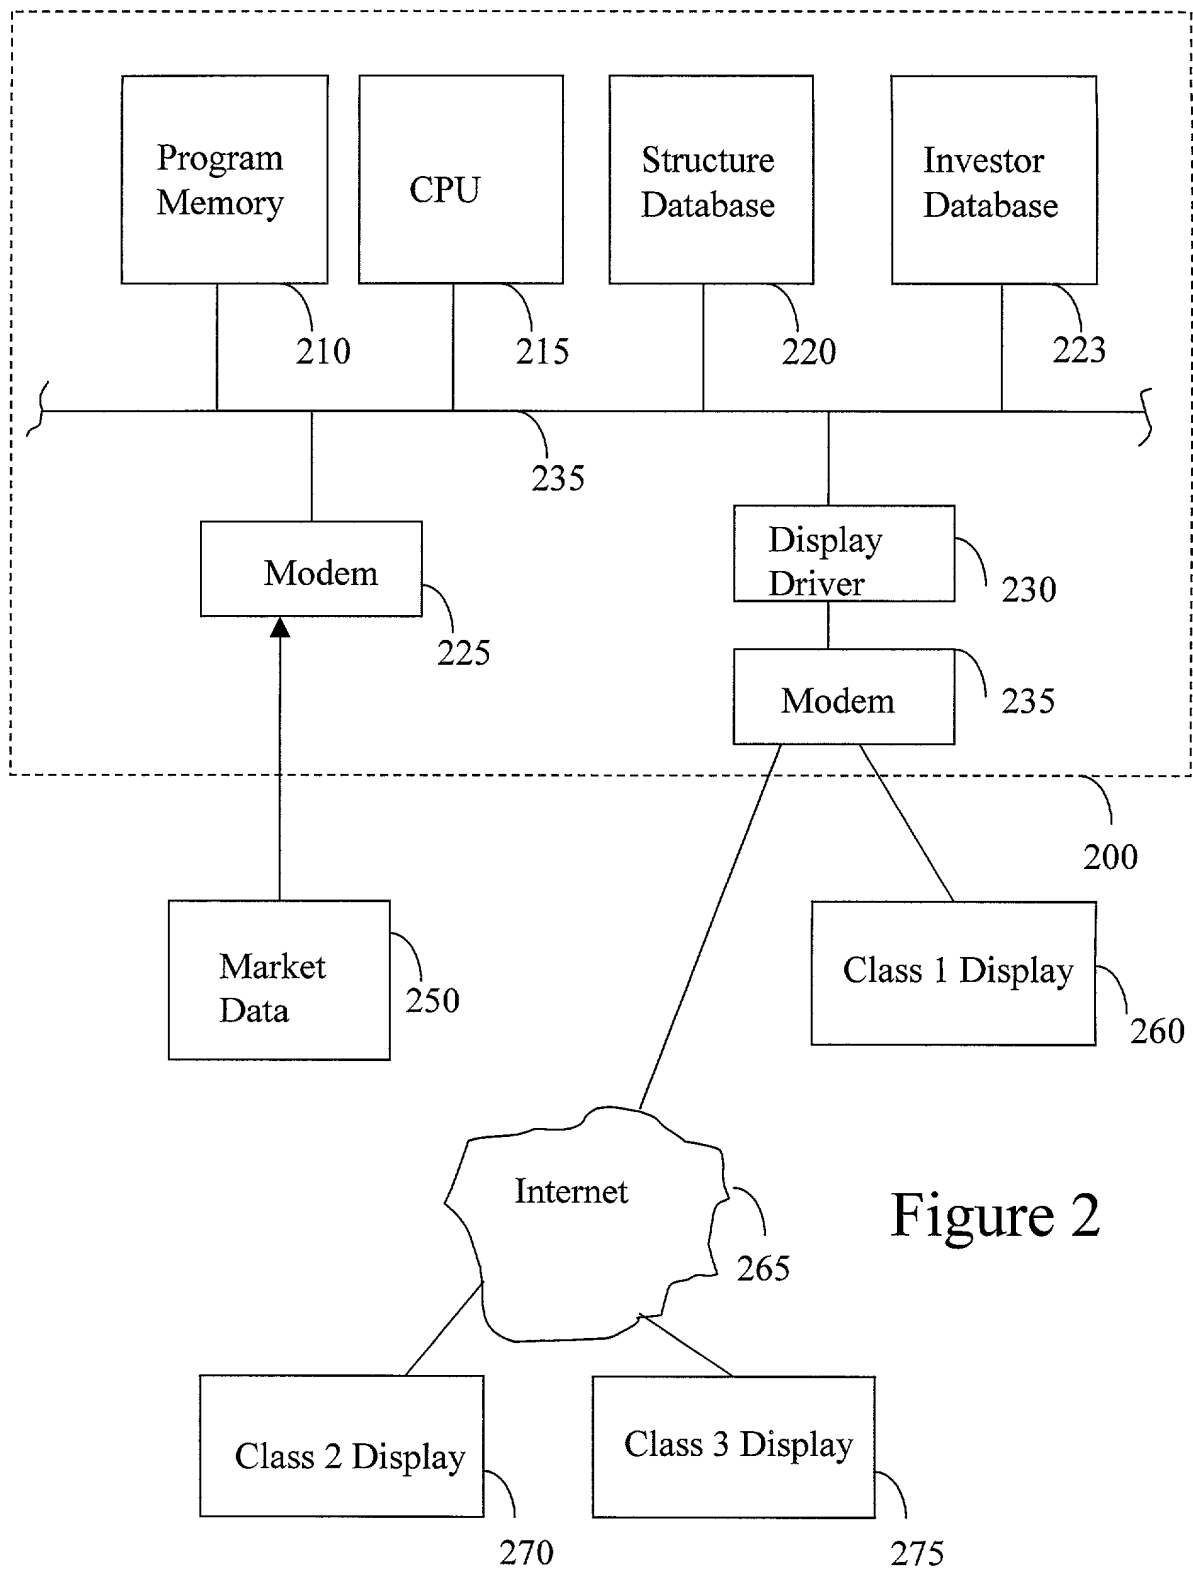 Program
Memory
CPU
Structure
Database
Investor
Database
210
215
220
223
235
Modem
225
Display
Driver
230
Modem
235
200
Market
Data
250
Class 1 Display
260
Internet
265
Figure 2
Class 2 Display
270
Class 3 Display
275